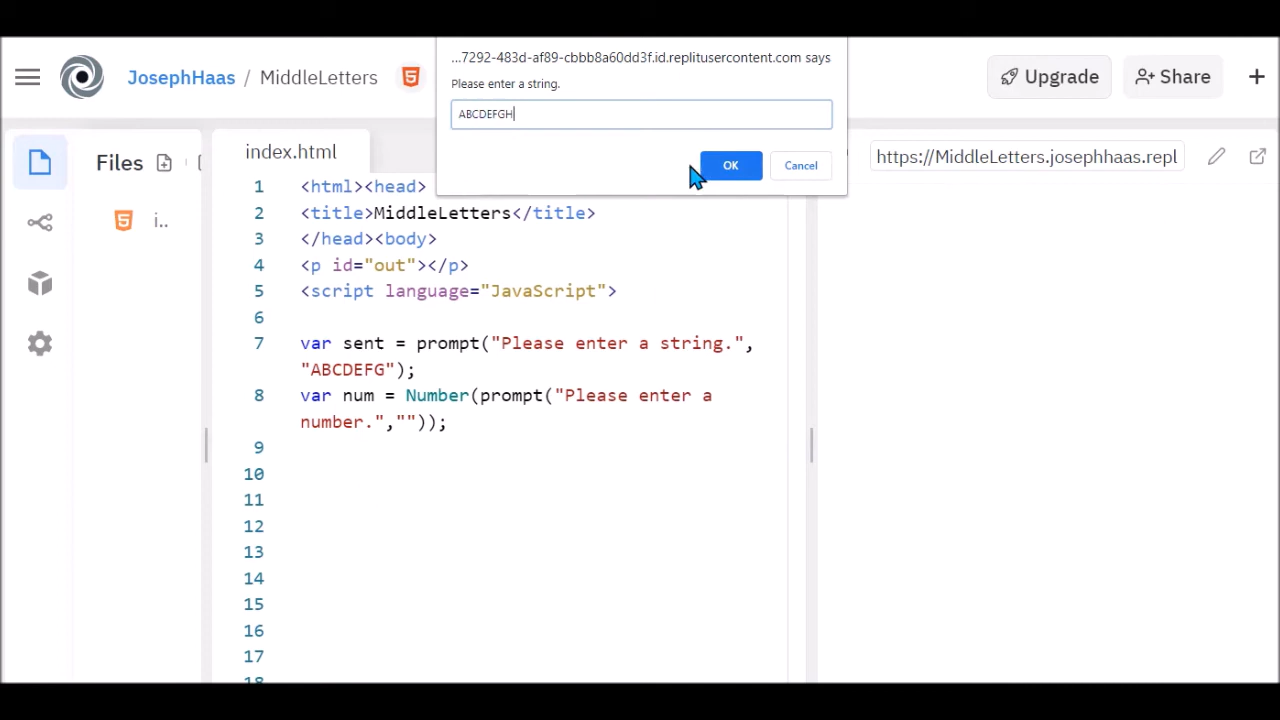 ...7292-483d-af89-cbbb8a60dd3f.id.replitusercontent.com says
Please enter a string.
ABCDEFGH
OK
Cancel
JosephHaas / MiddleLetters
Upgrade
Share
https://MiddleLetters.josephhaas.repl
Files
i..
index.html
1 <html><head>
2 <title>MiddleLetters</title>
3 </head><body>
4 <p id="out"></p>
5 <script language="JavaScript">
6
7 var sent = prompt("Please enter a string.",
"ABCDEFG");
8 var num = Number(prompt("Please enter a
number.",""));
9
10
11
12
13
14
15
16
17
18